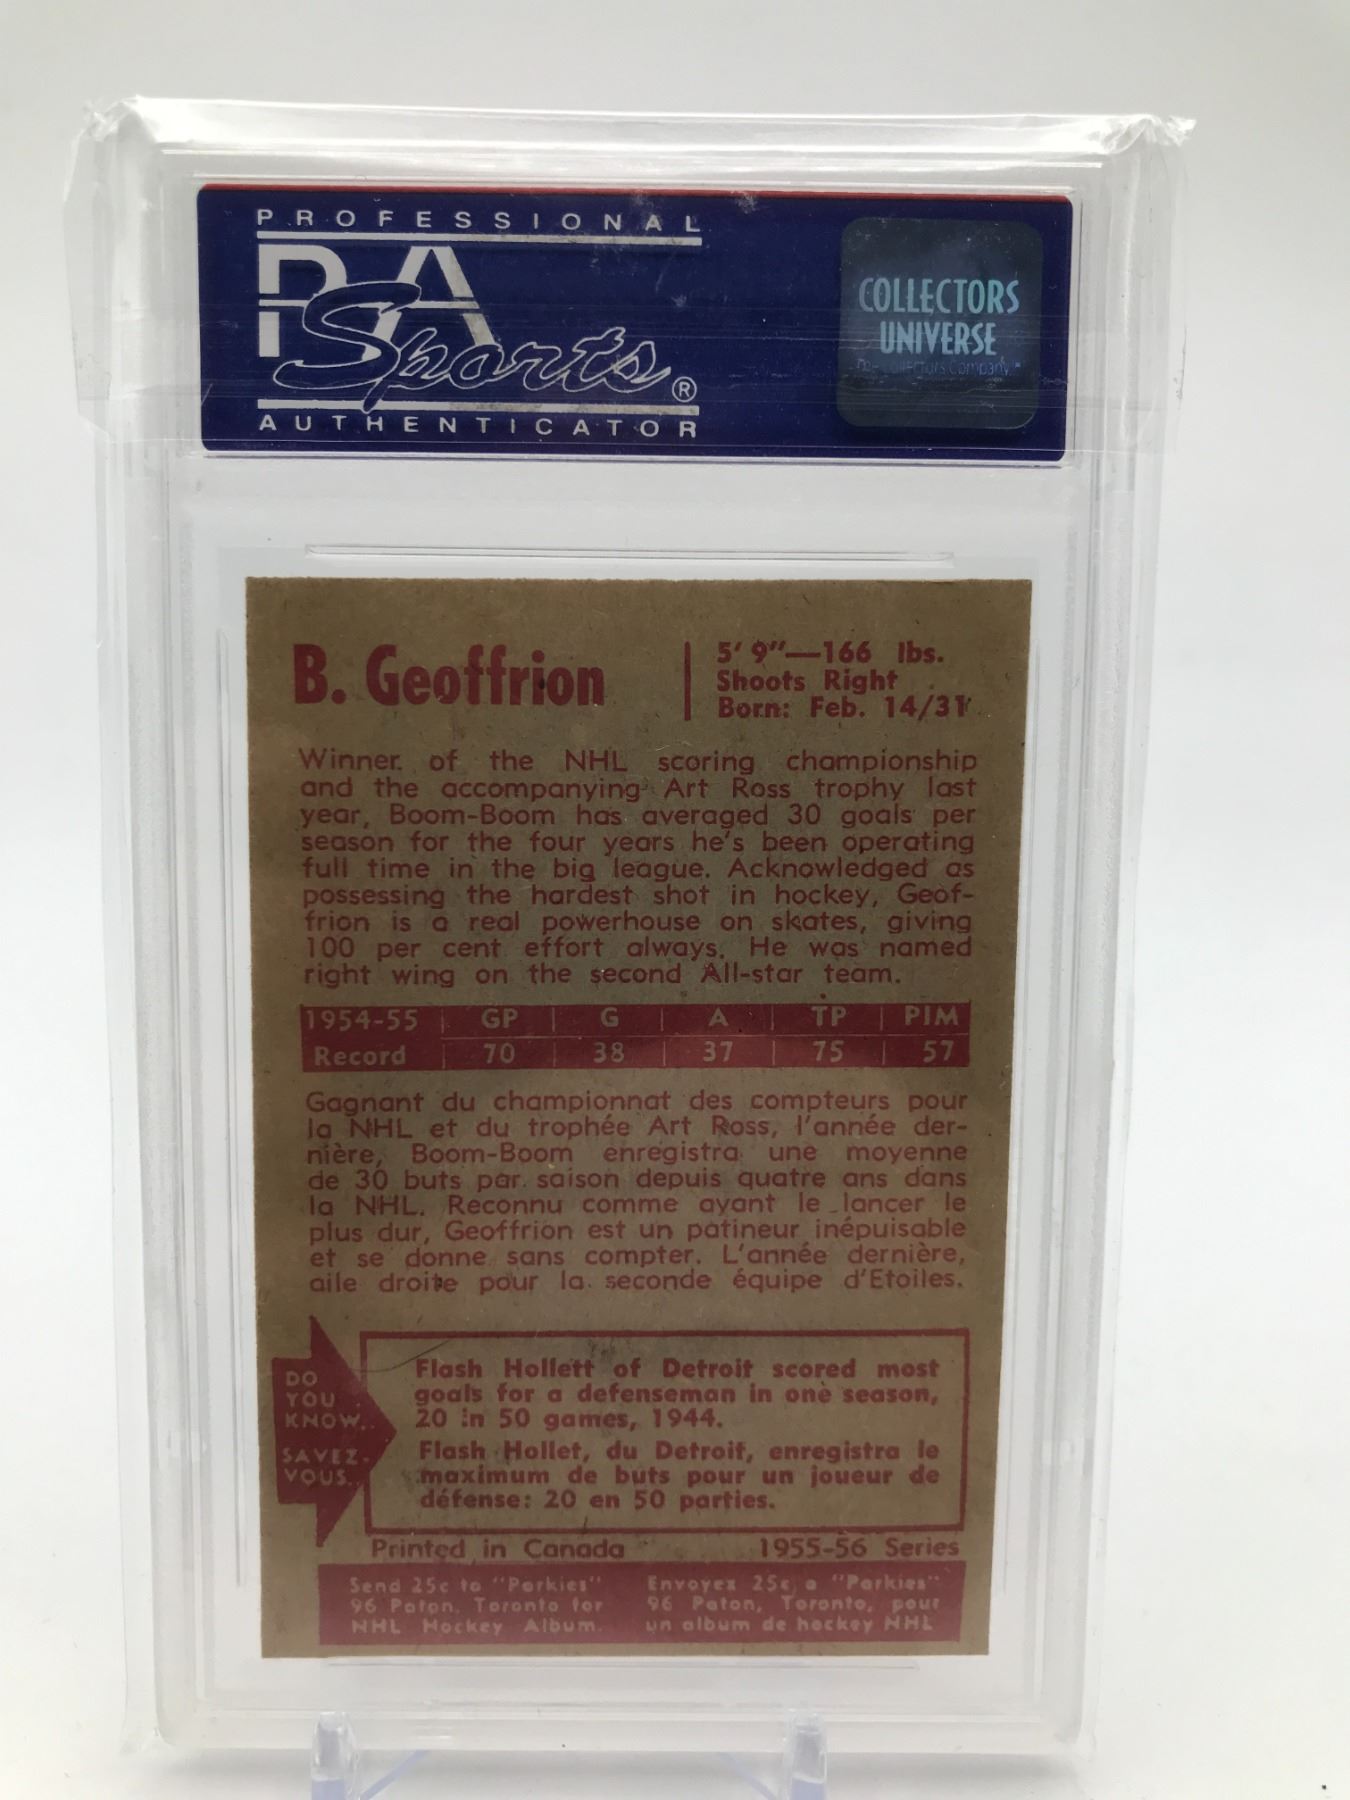 PROFESSIONAL
PSA
Sports®
AUTHENTICATOR
COLLECTORS
UNIVERSE
The Collectors Company™
B. Geoffrion
5' 9"—166 lbs.
Shoots Right
Born: Feb. 14/31
Winner of the NHL scoring championship
and the accompanying Art Ross trophy last
year, Boom-Boom has averaged 30 goals per
season for the four years he's been operating
full time in the big league. Acknowledged as
possessing the hardest shot in hockey, Geof-
frion is a real powerhouse on skates, giving
100 per cent effort always. He was named
right wing on the second All-star team.
1954-55 GP G A TP PIM
Record 70 38 37 75 57
Gagnant du championnat des compteurs pour
la NHL et du trophée Art Ross, l'année der-
nière, Boom-Boom enregistra une moyenne
de 30 buts par saison depuis quatre ans dans
la NHL. Reconnu comme ayant le lancer le
plus dur, Geoffrion est un patineur inépuisable
et se donne sans compter. L'année dernière,
aile droite pour la seconde équipe d'Etoiles.
DO
YOU
KNOW..
SAVEZ-
VOUS..
Flash Hollett of Detroit scored most
goals for a defenseman in one season,
20 in 50 games, 1944.
Flash Hollet, du Detroit, enregistra le
maximum de buts pour un joueur de
défense: 20 en 50 parties.
Printed in Canada 1955-56 Series
Send 25c to "Parkies"
96 Paton, Toronto for
NHL Hockey Album.
Envoyez 25c a "Parkies"
96 Paton, Toronto, pour
un album de hockey NHL